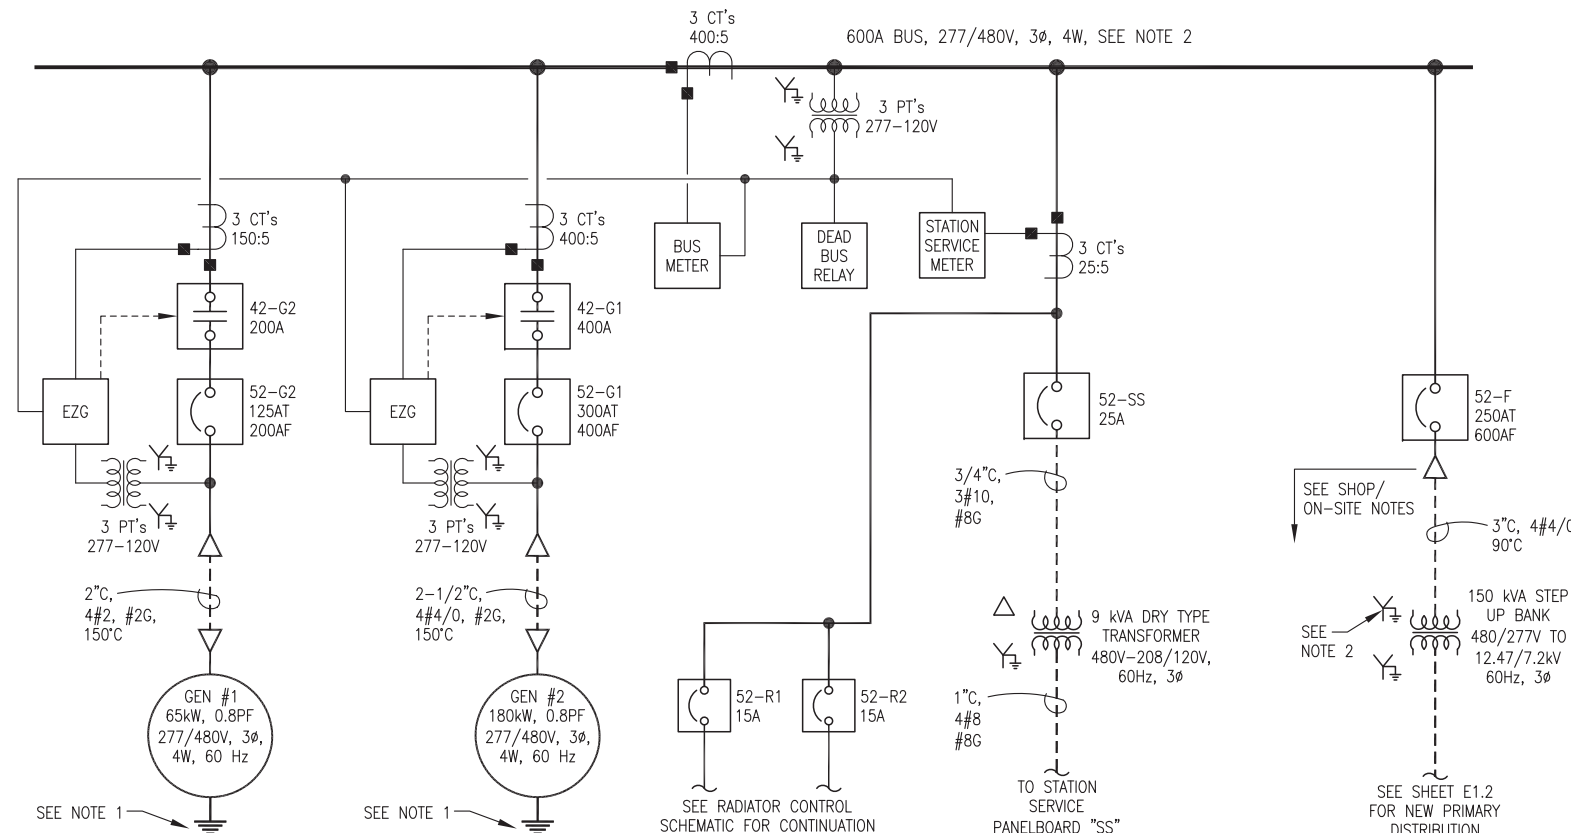 3 CT's
400:5
600A BUS, 277/480V, 3ø, 4W, SEE NOTE 2
3 PT's
277-120V
3 CT's
150:5
3 CT's
400:5
BUS
METER
DEAD
BUS
RELAY
STATION
SERVICE
METER
3 CT's
25:5
42-G2
200A
42-G1
400A
EZG
52-G2
125AT
200AF
EZG
52-G1
300AT
400AF
52-SS
25A
52-F
250AT
600AF
3 PT's
277-120V
3 PT's
277-120V
3/4"C,
3#10,
#8G
SEE SHOP/
ON-SITE NOTES
3"C, 4#4/0
90°C
2"C,
4#2, #2G,
150°C
2-1/2"C,
4#4/0, #2G,
150°C
9 kVA DRY TYPE
TRANSFORMER
480V-208/120V,
60Hz, 3ø
SEE
NOTE 2
150 kVA STEP
UP BANK
480/277V TO
12.47/7.2kV
60Hz, 3ø
GEN #1
65kW, 0.8PF
277/480V, 3ø,
4W, 60 Hz
GEN #2
180kW, 0.8PF
277/480V, 3ø,
4W, 60 Hz
52-R1
15A
52-R2
15A
1"C,
4#8
#8G
SEE NOTE 1
SEE NOTE 1
SEE RADIATOR CONTROL
SCHEMATIC FOR CONTINUATION
TO STATION
SERVICE
PANELBOARD "SS"
SEE SHEET E1.2
FOR NEW PRIMARY
DISTRIBUTION